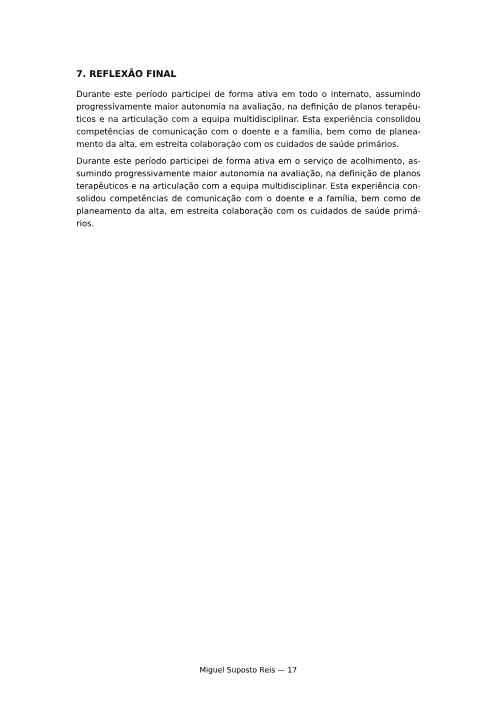 7. REFLEXÃO FINAL
Durante este período participei de forma ativa em todo o internato, assumindo
progressivamente maior autonomia na avaliação, na definição de planos terapêu-
ticos e na articulação com a equipa multidisciplinar. Esta experiência consolidou
competências de comunicação com o doente e a família, bem como de planea-
mento da alta, em estreita colaboração com os cuidados de saúde primários.
Durante este período participei de forma ativa em o serviço de acolhimento, as-
sumindo progressivamente maior autonomia na avaliação, na definição de planos
terapêuticos e na articulação com a equipa multidisciplinar. Esta experiência con-
solidou competências de comunicação com o doente e a família, bem como de
planeamento da alta, em estreita colaboração com os cuidados de saúde primá-
rios.
Miguel Suposto Reis — 17